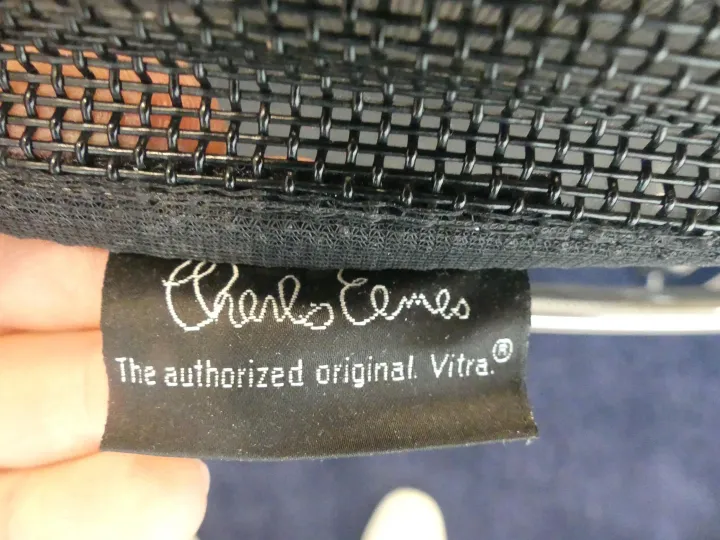 Charles Eames
The authorized original. Vitra.®